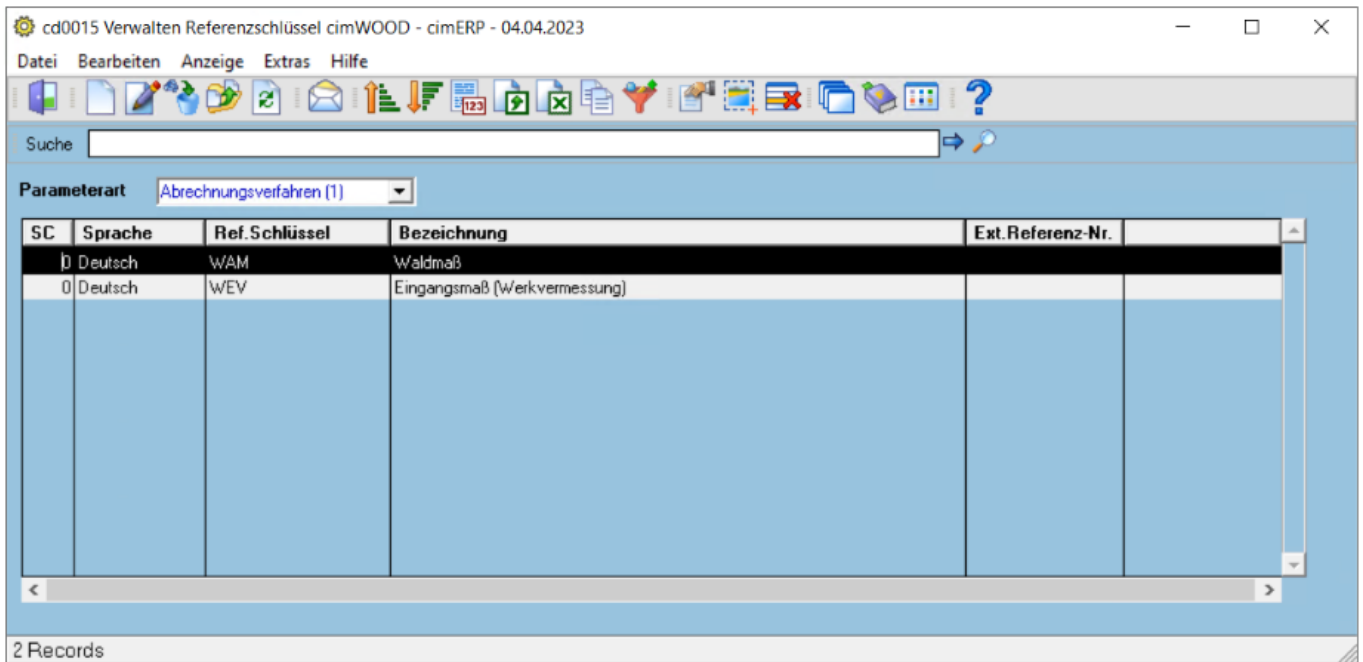 cd0015 Verwalten Referenzschlüssel cimWOOD - cimERP - 04.04.2023
Datei Bearbeiten Anzeige Extras Hilfe
123
Suche
Parameterart Abrechnungsverfahren (1)
SC Sprache Ref.Schlüssel Bezeichnung Ext.Referenz-Nr.
0 Deutsch WAM Waldmaß
0 Deutsch WEV Eingangsmaß (Werkvermessung)
2 Records